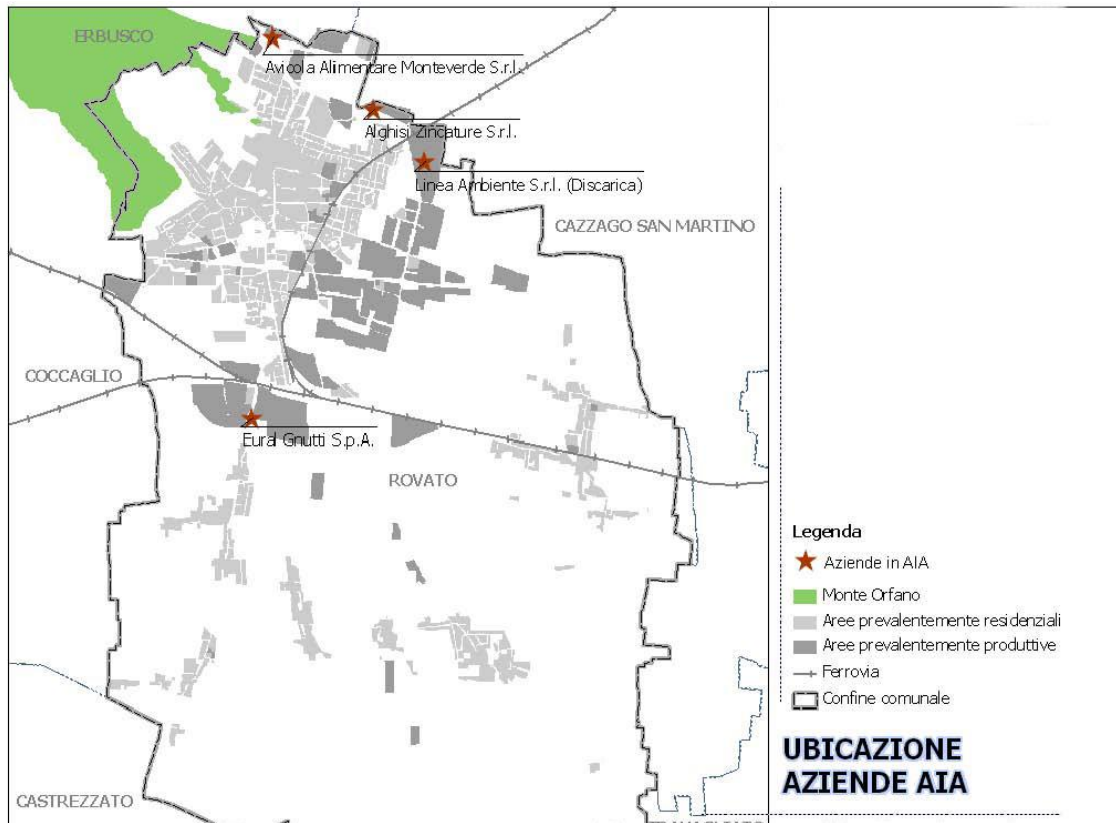 ERBUSCO
Avicola Alimentare Monteverde S.r.l.
Alghisi Zincature S.r.l.
Linea Ambiente S.r.l. (Discarica)
CAZZAGO SAN MARTINO
COCCAGLIO
Eural Gnutti S.p.A.
ROVATO
CASTREZZATO
Legenda
Aziende in AIA
Monte Orfano
Aree prevalentemente residenziali
Aree prevalentemente produttive
Ferrovia
Confine comunale
UBICAZIONE
AZIENDE AIA